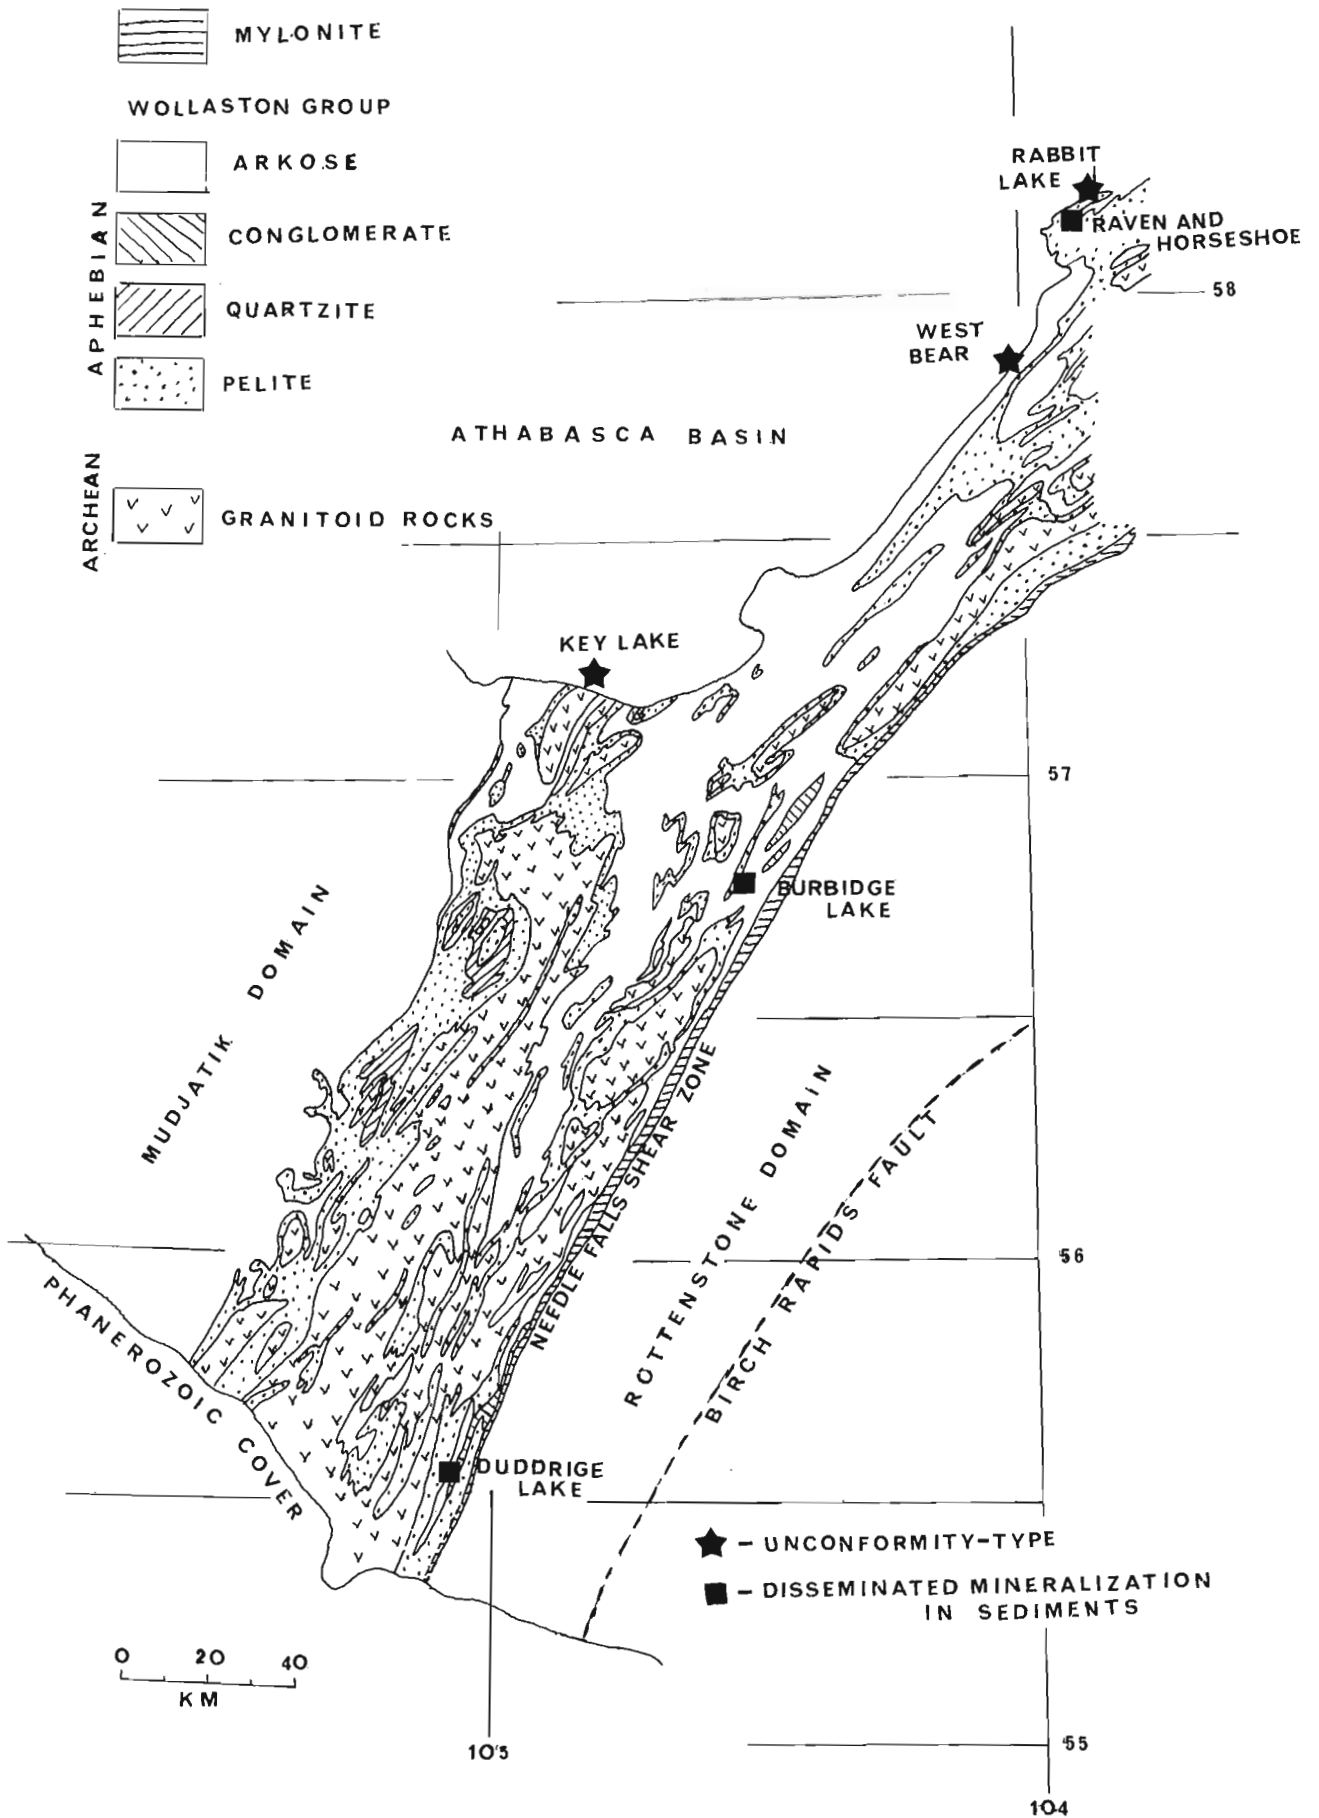 MYLONITE
WOLLASTON GROUP
ARKOSE
CONGLOMERATE
QUARTZITE
PELITE
APHEBIAN
GRANITOID ROCKS
ARCHEAN
RABBIT
LAKE
RAVEN AND
HORSESHOE
58
WEST
BEAR
ATHABASCA BASIN
KEY LAKE
57
BURBIDGE
LAKE
MUDJATIK DOMAIN
NEEDLE FALLS SHEAR ZONE
ROTTENSTONE DOMAIN
BIRCH RAPIDS FAULT
56
PHANEROZOIC COVER
DUDDRIGE
LAKE
— UNCONFORMITY-TYPE
— DISSEMINATED MINERALIZATION
IN SEDIMENTS
0 20 40
KM
55
105
104